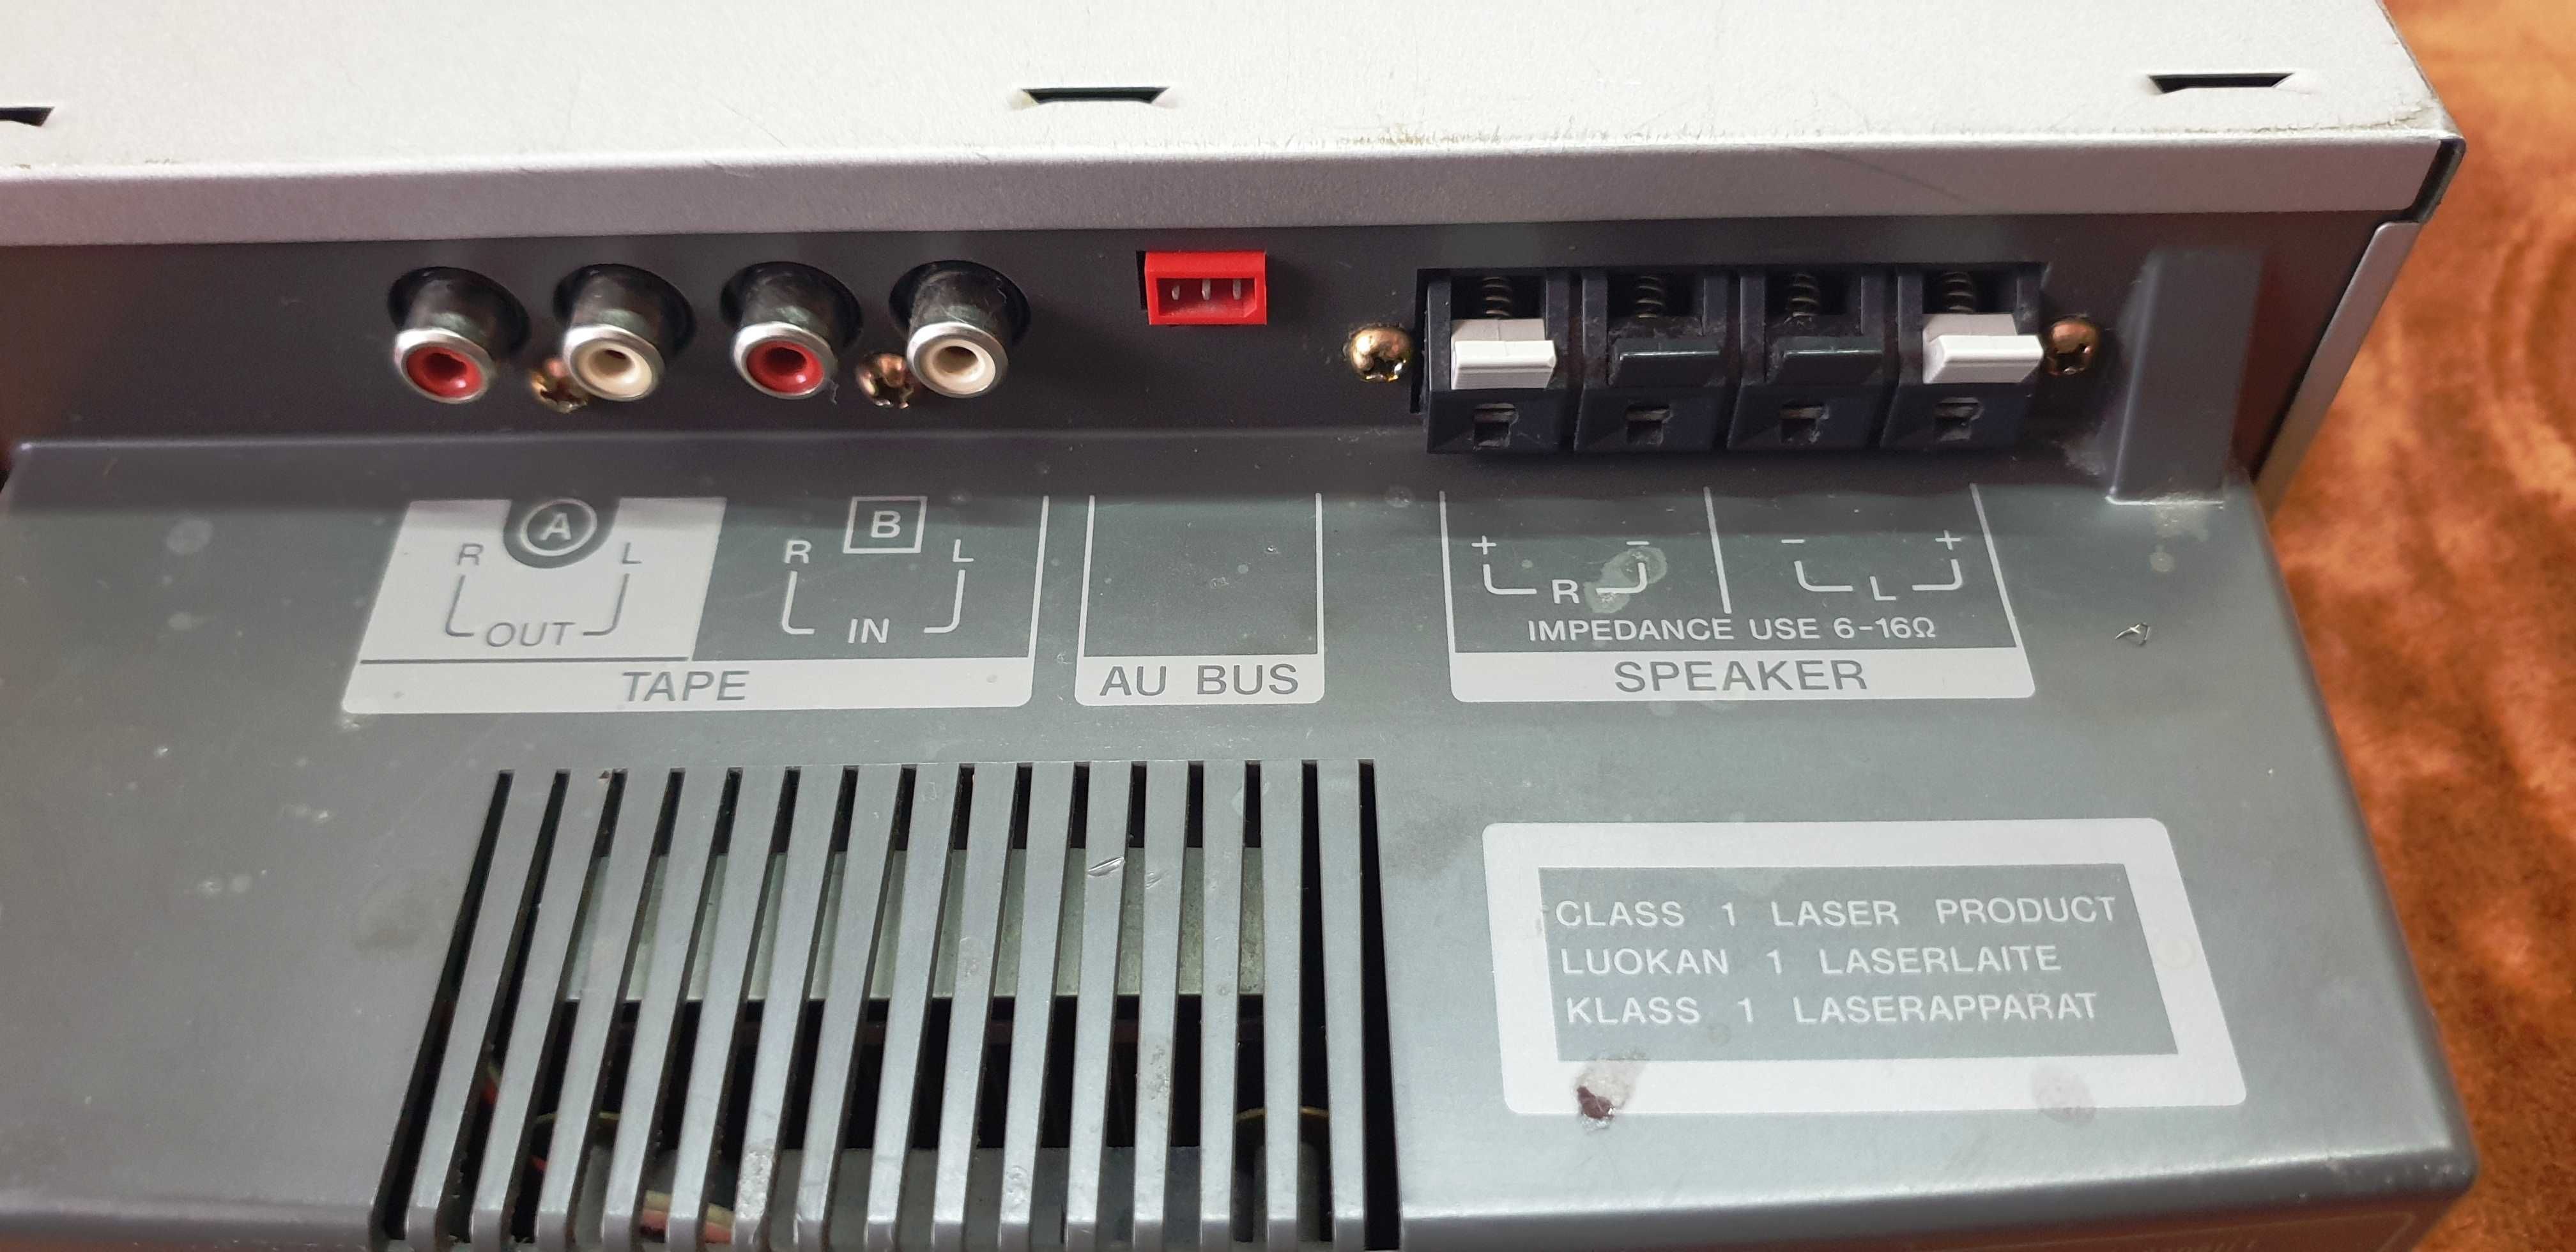 A B
R L R L
OUT IN
TAPE
AU BUS
+ - - +
R L
IMPEDANCE USE 6-16Ω
SPEAKER
CLASS 1 LASER PRODUCT
LUOKAN 1 LASERLAITE
KLASS 1 LASERAPPARAT